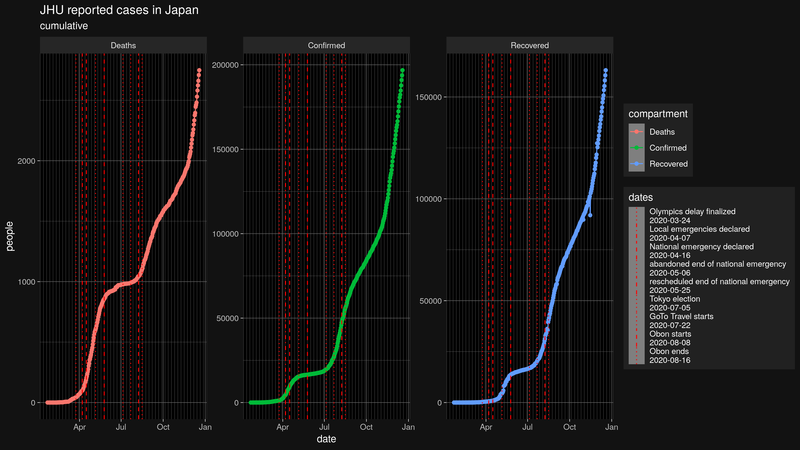 JHU reported cases in Japan
cumulative
Deaths
Confirmed
Recovered
people
2000
1000
0
Apr
Jul
Oct
Jan
200000
150000
100000
50000
0
Apr
Jul
Oct
Jan
150000
100000
50000
0
Apr
Jul
Oct
Jan
date
compartment
Deaths
Confirmed
Recovered
dates
Olympics delay finalized
2020-03-24
Local emergencies declared
2020-04-07
National emergency declared
2020-04-16
abandoned end of national emergency
2020-05-06
rescheduled end of national emergency
2020-05-25
Tokyo election
2020-07-05
GoTo Travel starts
2020-07-22
Obon starts
2020-08-08
Obon ends
2020-08-16